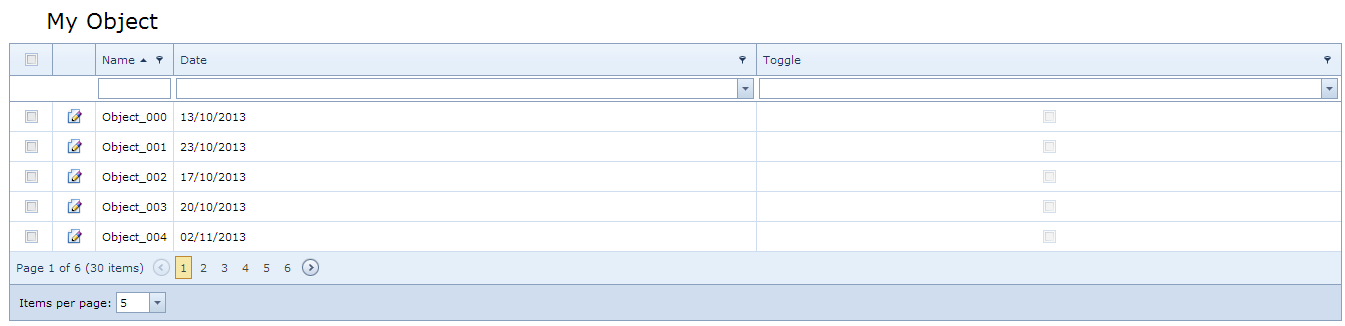 My Object
Name Date Toggle
Object_000 13/10/2013
Object_001 23/10/2013
Object_002 17/10/2013
Object_003 20/10/2013
Object_004 02/11/2013
Page 1 of 6 (30 items) 1 2 3 4 5 6
Items per page: 5